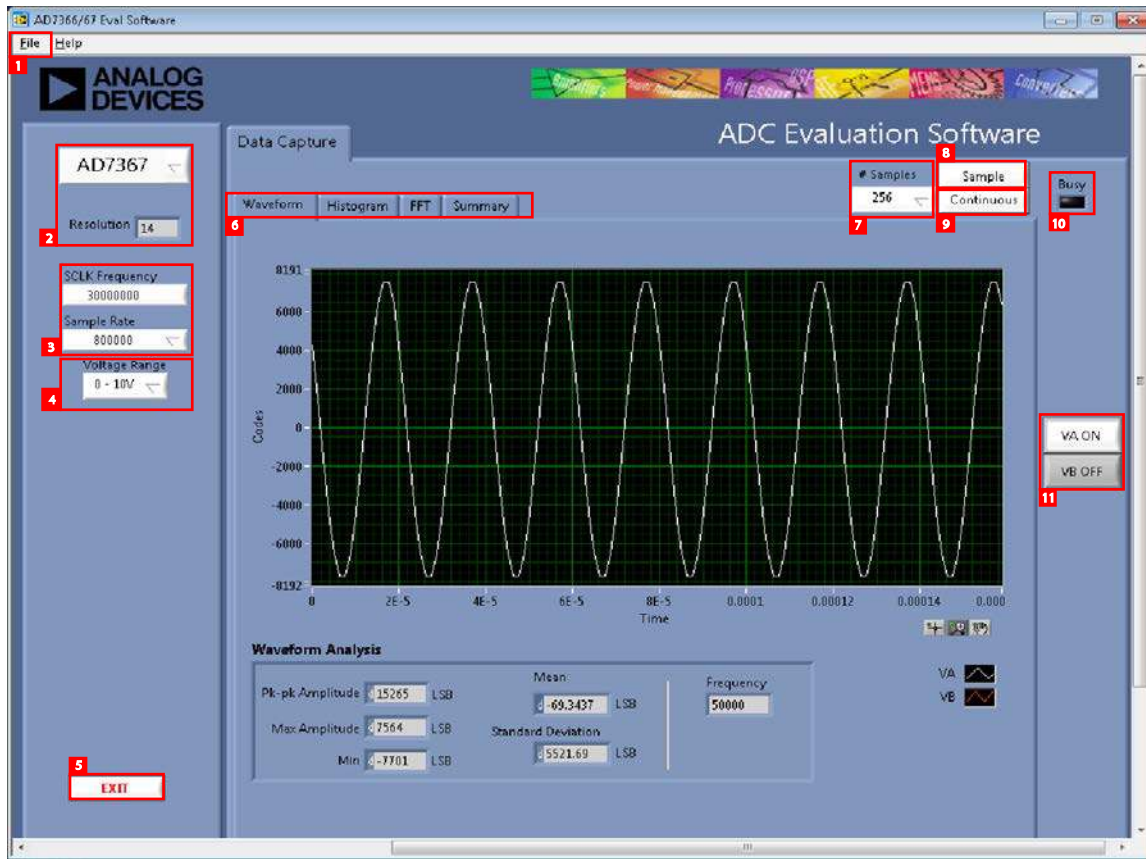 AD7366/67 Eval Software
File Help
1
ANALOG
DEVICES
ADC Evaluation Software
AD7367
Resolution 14
2
SCLK Frequency
30000000
Sample Rate
800000
3
Voltage Range
0 - 10V
4
5
EXIT
Data Capture
Waveform Histogram FFT Summary
6
# Samples
256
7
8
Sample
Continuous
9
Busy
10
8191
6000
4000
2000
0
-2000
-4000
-6000
-8192
Codes
0 2E-5 4E-5 6E-5 8E-5 0.0001 0.00012 0.00014 0.000
Time
VA ON
VB OFF
11
VA
VB
Waveform Analysis
Pk-pk Amplitude 15265 LSB
Max Amplitude 7564 LSB
Min -7701 LSB
Mean
-69.3437 LSB
Standard Deviation
5521.69 LSB
Frequency
50000